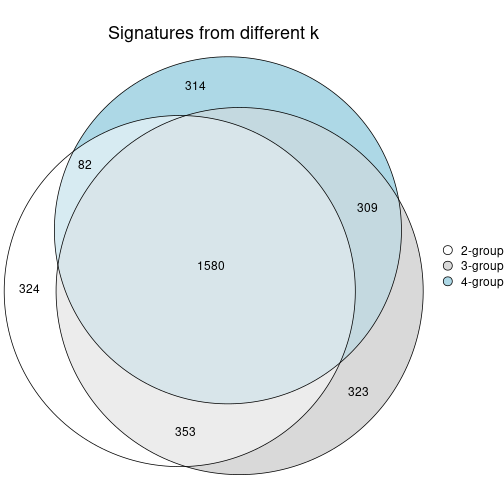 Signatures from different k
314
82
309
1580
324
323
353
2-group
3-group
4-group